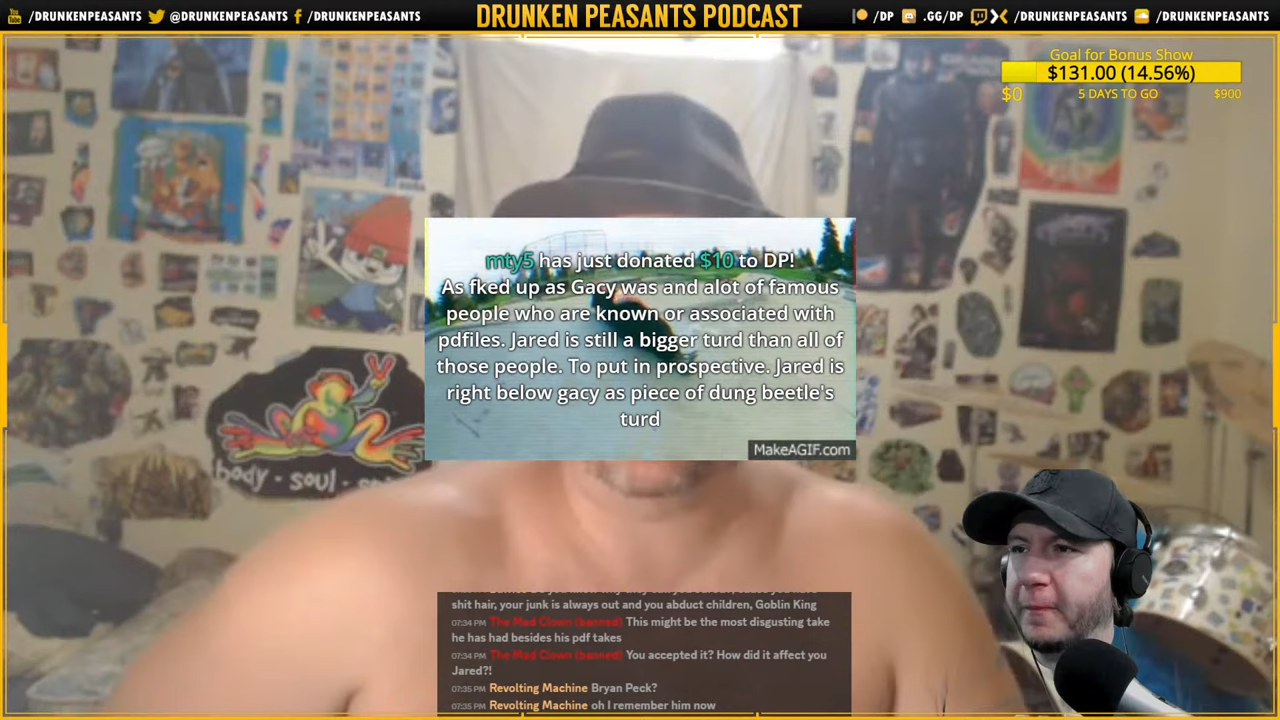 You Tube /DRUNKENPEASANTS @DRUNKENPEASANTS /DRUNKENPEASANTS DRUNKEN PEASANTS PODCAST /DP .GG/DP /DRUNKENPEASANTS /DRUNKENPEASANTS
Goal for Bonus Show
$131.00 (14.56%)
$0 5 DAYS TO GO $900
mty5 has just donated $10 to DP!
As fked up as Gacy was and alot of famous
people who are known or associated with
pdfiles. Jared is still a bigger turd than all of
those people. To put in prospective. Jared is
right below gacy as piece of dung beetle's
turd
MakeAGIF.com
body · soul ·
shit hair, your junk is always out and you abduct children, Goblin King
07:34 PM The Mad Clown (banned) This might be the most disgusting take
he has had besides his pdf takes
07:34 PM The Mad Clown (banned) You accepted it? How did it affect you
Jared?!
07:35 PM Revolting Machine Bryan Peck?
07:35 PM Revolting Machine oh I remember him now